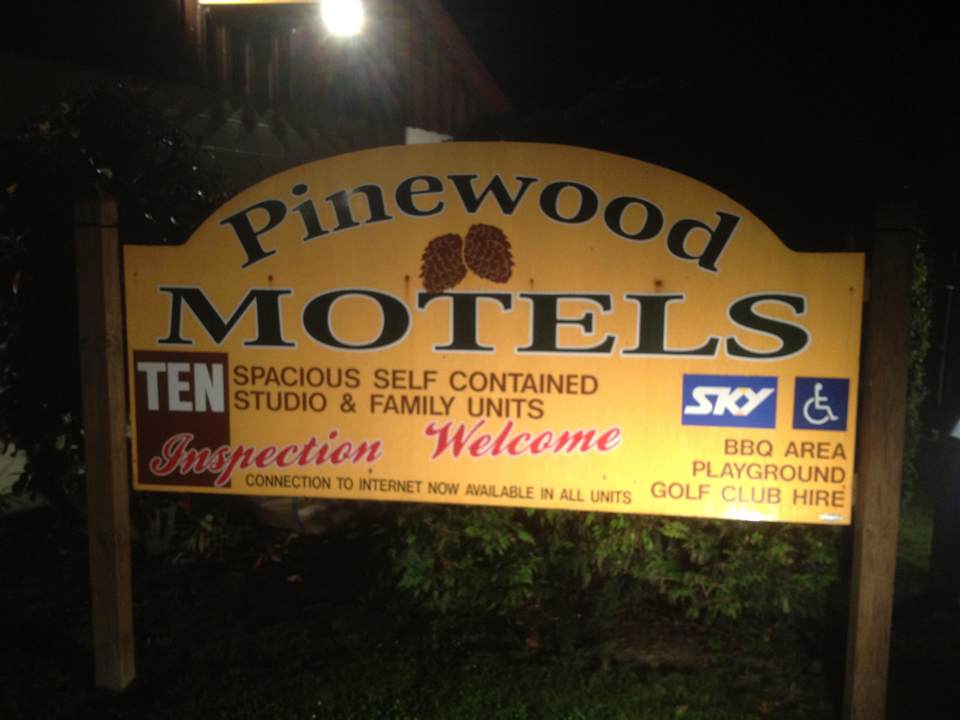 Pinewood
MOTELS
TEN SPACIOUS SELF CONTAINED
STUDIO & FAMILY UNITS
Inspection Welcome
CONNECTION TO INTERNET NOW AVAILABLE IN ALL UNITS
SKY
BBQ AREA
PLAYGROUND
GOLF CLUB HIRE